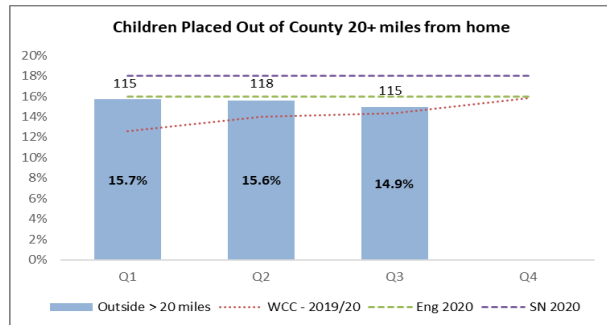 Children Placed Out of County 20+ miles from home
20%
18%
16%
14%
12%
10%
8%
6%
4%
2%
0%
115
118
115
15.7%
15.6%
14.9%
Q1
Q2
Q3
Q4
Outside > 20 miles
WCC - 2019/20
Eng 2020
SN 2020